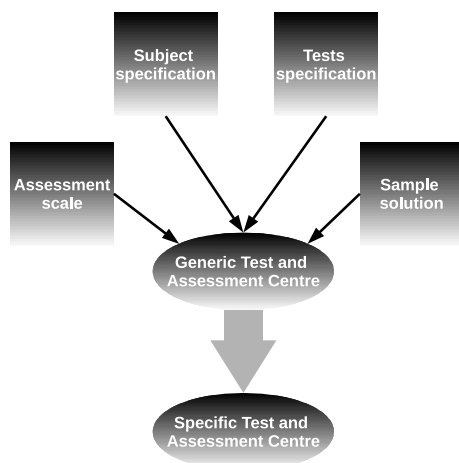 Subject
specification
Tests
specification
Assessment
scale
Sample
solution
Generic Test and
Assessment Centre
Specific Test and
Assessment Centre